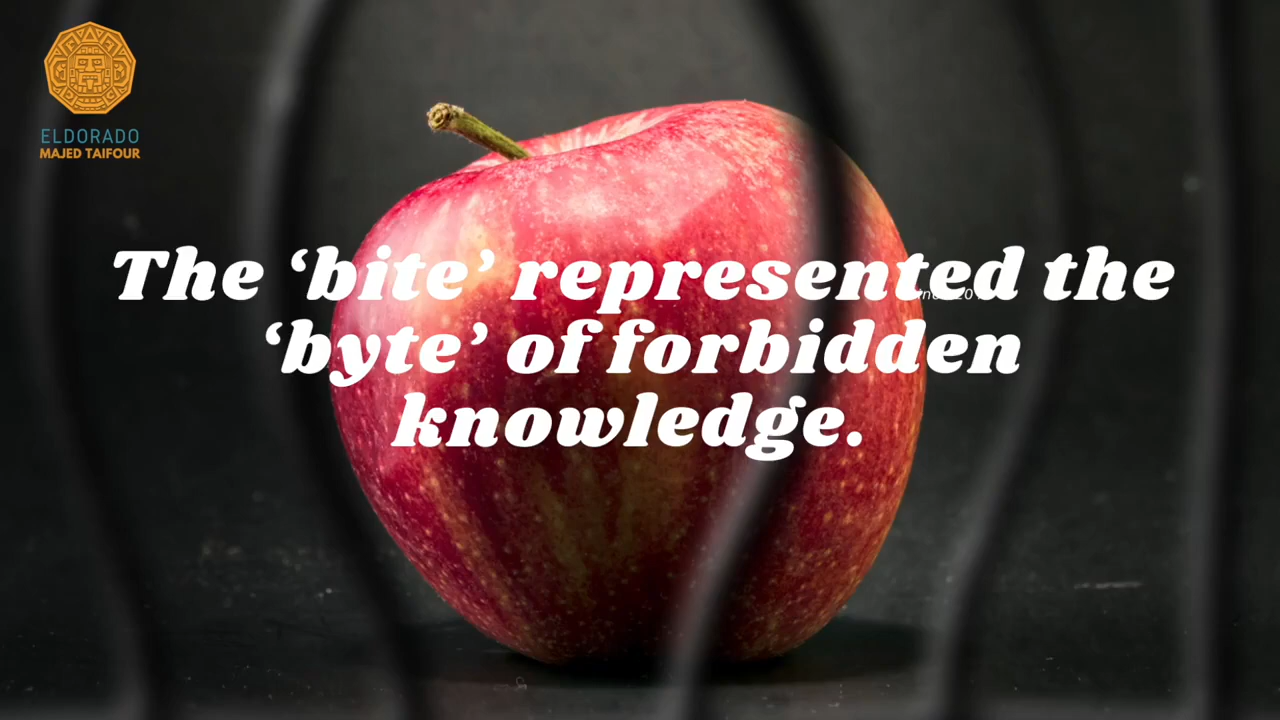 ELDORADO
MAJED TAIFOUR
The ‘bite’ represented the
‘byte’ of forbidden
knowledge.